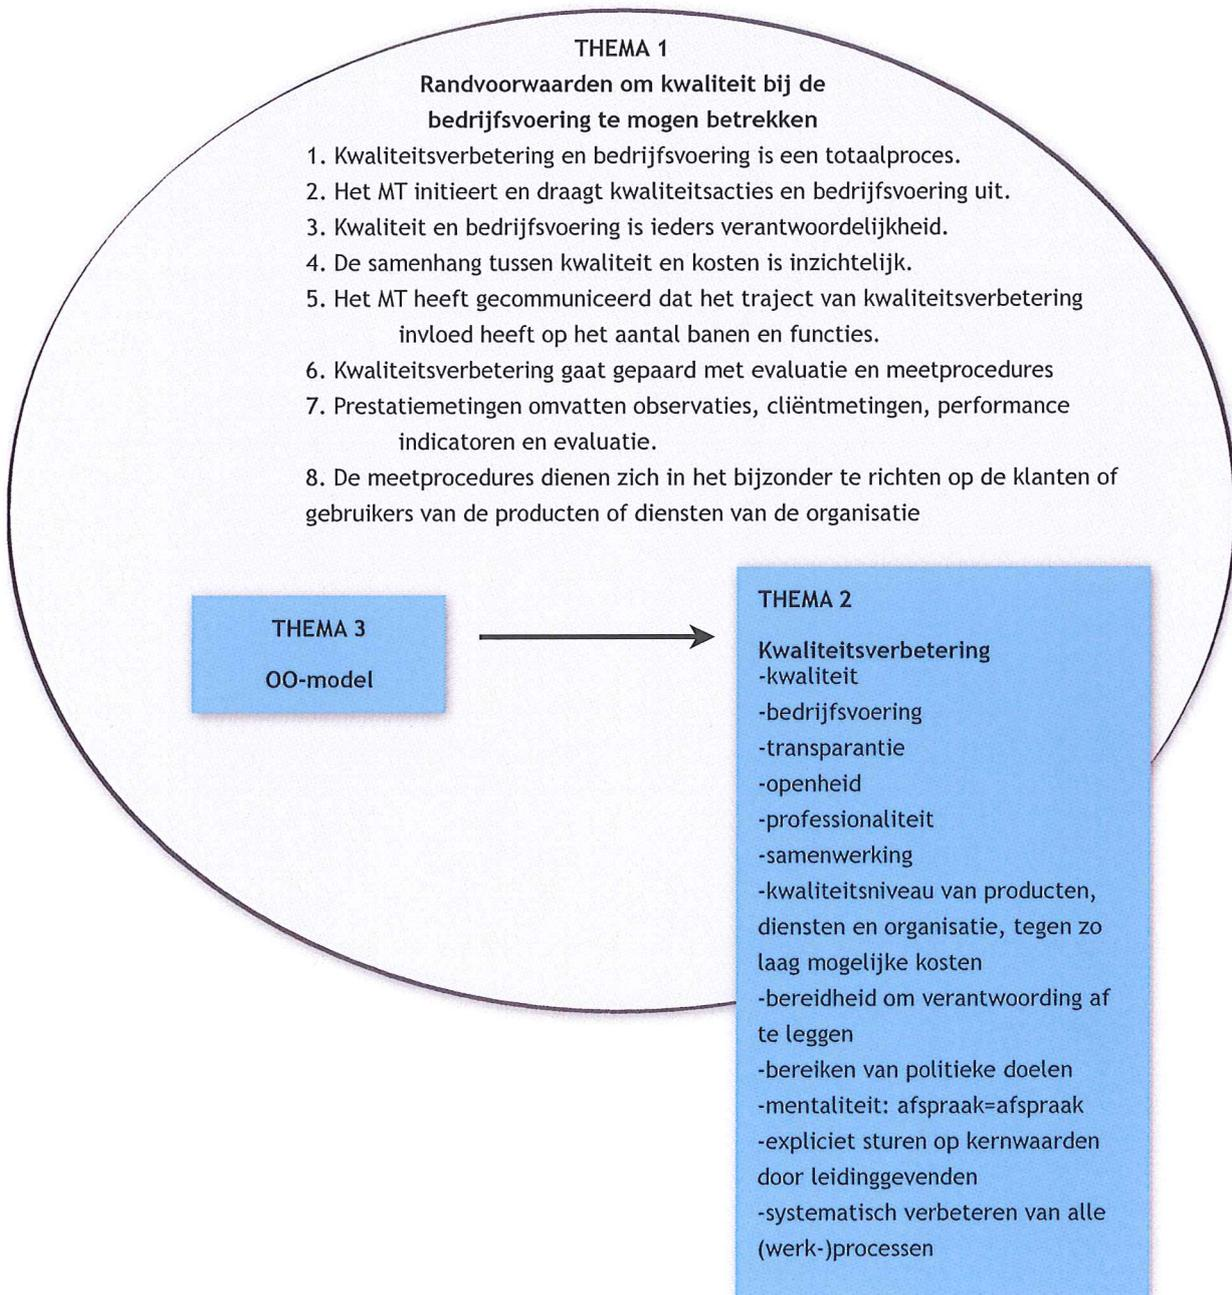 THEMA 1
Randvoorwaarden om kwaliteit bij de
bedrijfsvoering te mogen betrekken
1. Kwaliteitsverbetering en bedrijfsvoering is een totaalproces.
2. Het MT initieert en draagt kwaliteitsacties en bedrijfsvoering uit.
3. Kwaliteit en bedrijfsvoering is ieders verantwoordelijkheid.
4. De samenhang tussen kwaliteit en kosten is inzichtelijk.
5. Het MT heeft gecommuniceerd dat het traject van kwaliteitsverbetering
invloed heeft op het aantal banen en functies.
6. Kwaliteitsverbetering gaat gepaard met evaluatie en meetprocedures
7. Prestatiemetingen omvatten observaties, cliëntmetingen, performance
indicatoren en evaluatie.
8. De meetprocedures dienen zich in het bijzonder te richten op de klanten of
gebruikers van de producten of diensten van de organisatie
THEMA 3
OO-model
THEMA 2
Kwaliteitsverbetering
-kwaliteit
-bedrijfsvoering
-transparantie
-openheid
-professionaliteit
-samenwerking
-kwaliteitsniveau van producten,
diensten en organisatie, tegen zo
laag mogelijke kosten
-bereidheid om verantwoording af
te leggen
-bereiken van politieke doelen
-mentaliteit: afspraak=afspraak
-expliciet sturen op kernwaarden
door leidinggevenden
-systematisch verbeteren van alle
(werk-)processen